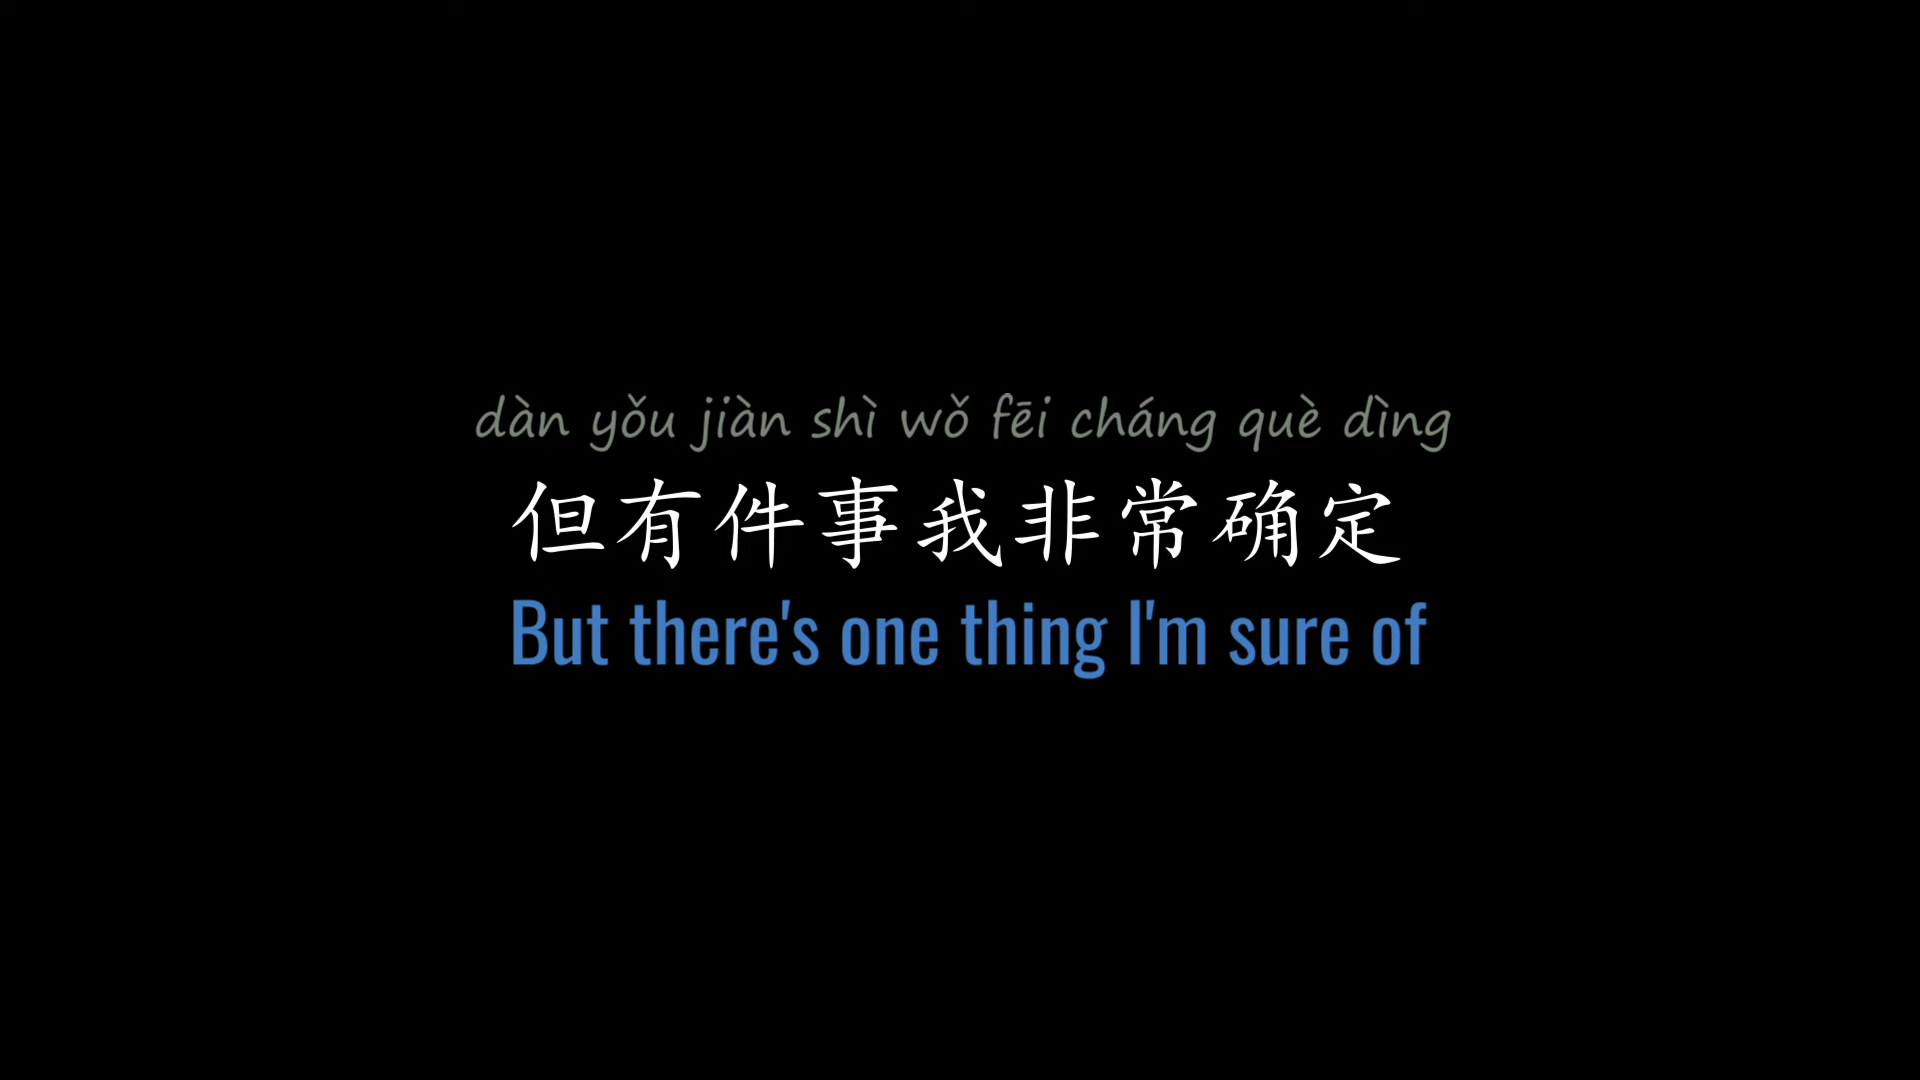 dàn yǒu jiàn shì wǒ fēi cháng què dìng
但有件事我非常确定
But there's one thing I'm sure of